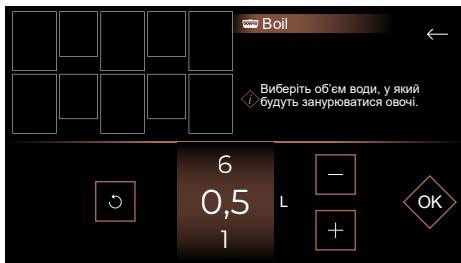 Boil
Виберіть об’єм води, у який
будуть занурюватися овочі.
6
0,5 L
1
OK